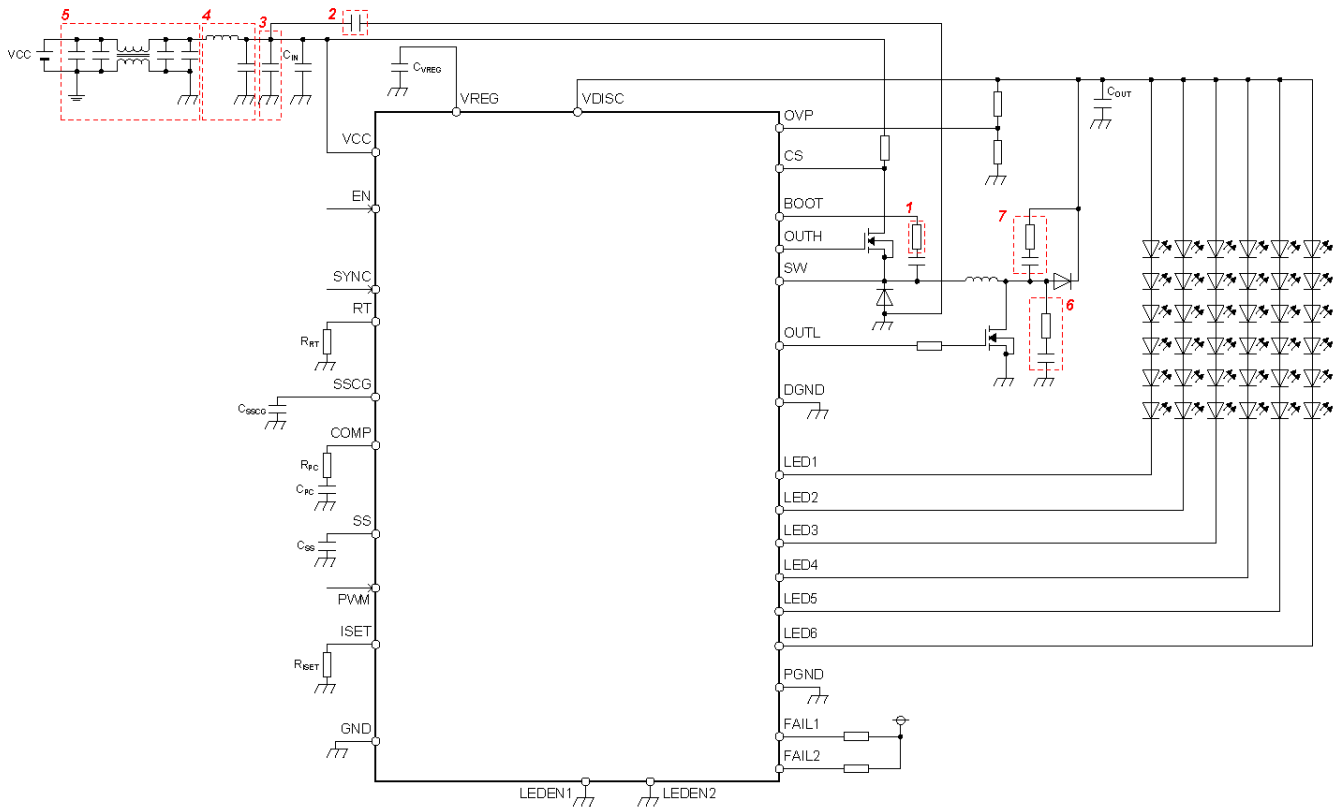 5
4
3
2
VCC
CIN
CVREG
VREG
VDISC
COUT
VCC
OVP
CS
EN
BOOT
1
7
OUTH
SYNC
SW
RT
6
RRT
OUTL
SSCG
CSSCG
DGND
COMP
RPC
CPC
LED1
LED2
SS
CSS
LED3
LED4
PWM
LED5
ISET
LED6
RISET
PGND
GND
FAIL1
FAIL2
LEDEN1
LEDEN2